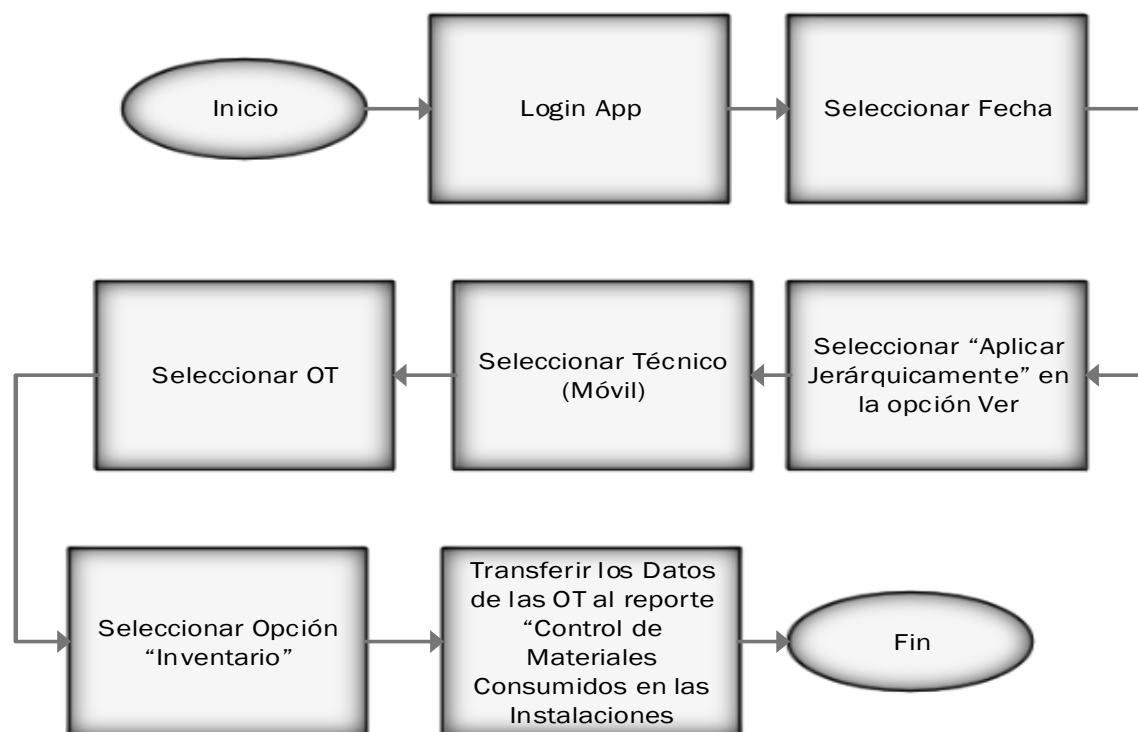 Inicio
Login App
Seleccionar Fecha
Seleccionar “Aplicar
Jerárquicamente” en
la opción Ver
Seleccionar Técnico
(Móvil)
Seleccionar OT
Seleccionar Opción
“Inventario”
Transferir los Datos
de las OT al reporte
“Control de
Materiales
Consumidos en las
Instalaciones
Fin